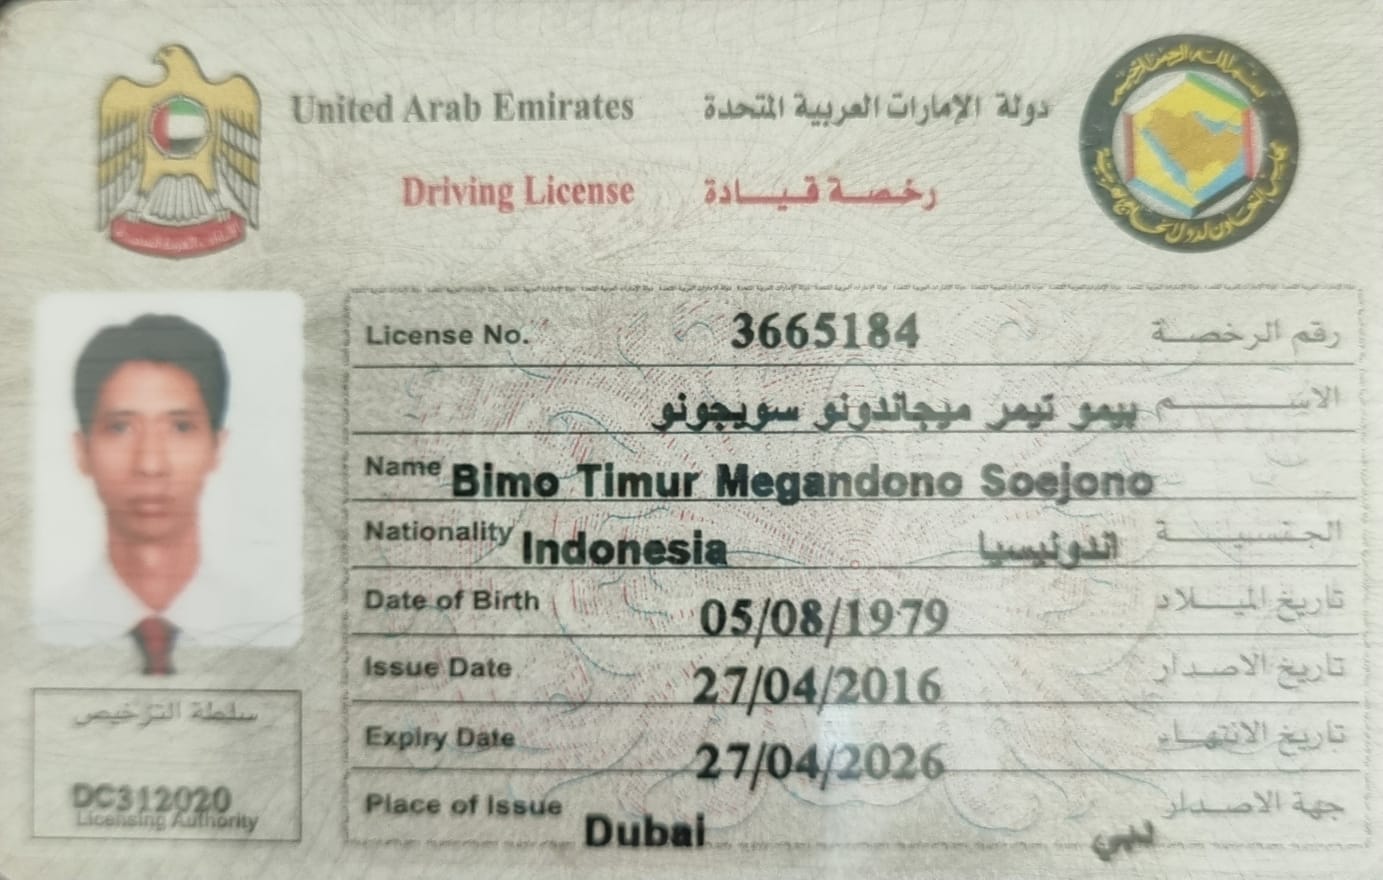 United Arab Emirates دولة الإمارات العربية المتحدة
Driving License رخصة قيادة
License No. 3665184 رقم الرخصة
بيمو تيمر ميجاندونو سويجونو الاسم
Name Bimo Timur Megandono Soejono
Nationality Indonesia اندونيسيا الجنسية
Date of Birth 05/08/1979 تاريخ الميلاد
Issue Date 27/04/2016 تاريخ الاصدار
Expiry Date 27/04/2026 تاريخ الانتهاء
Place of Issue Dubai دبي جهة الاصدار
سلطة الترخيص
DC312020
Licensing Authority